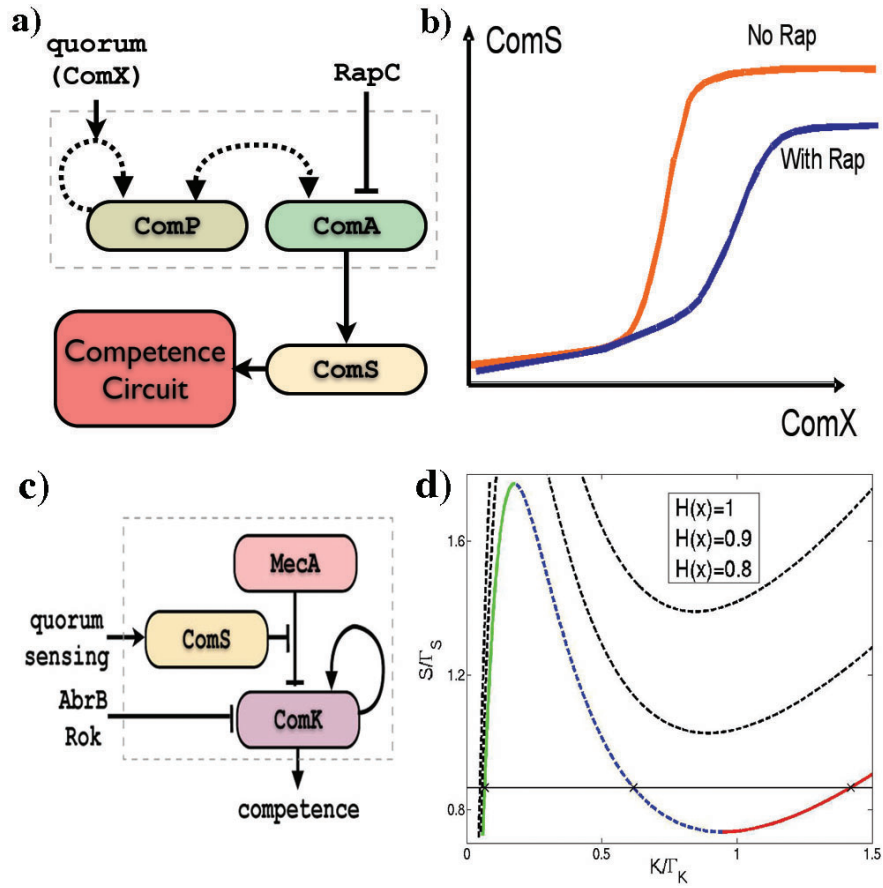 a)
quorum
(ComX)
RapC
ComP
ComA
Competence
Circuit
ComS
b)
ComS
No Rap
With Rap
ComX
c)
MecA
quorum
sensing
ComS
AbrB
Rok
ComK
competence
d)
H(x)=1
H(x)=0.9
H(x)=0.8
S/Γ_S
1.6
1.2
0.8
0
0.5
1
1.5
K/Γ_K